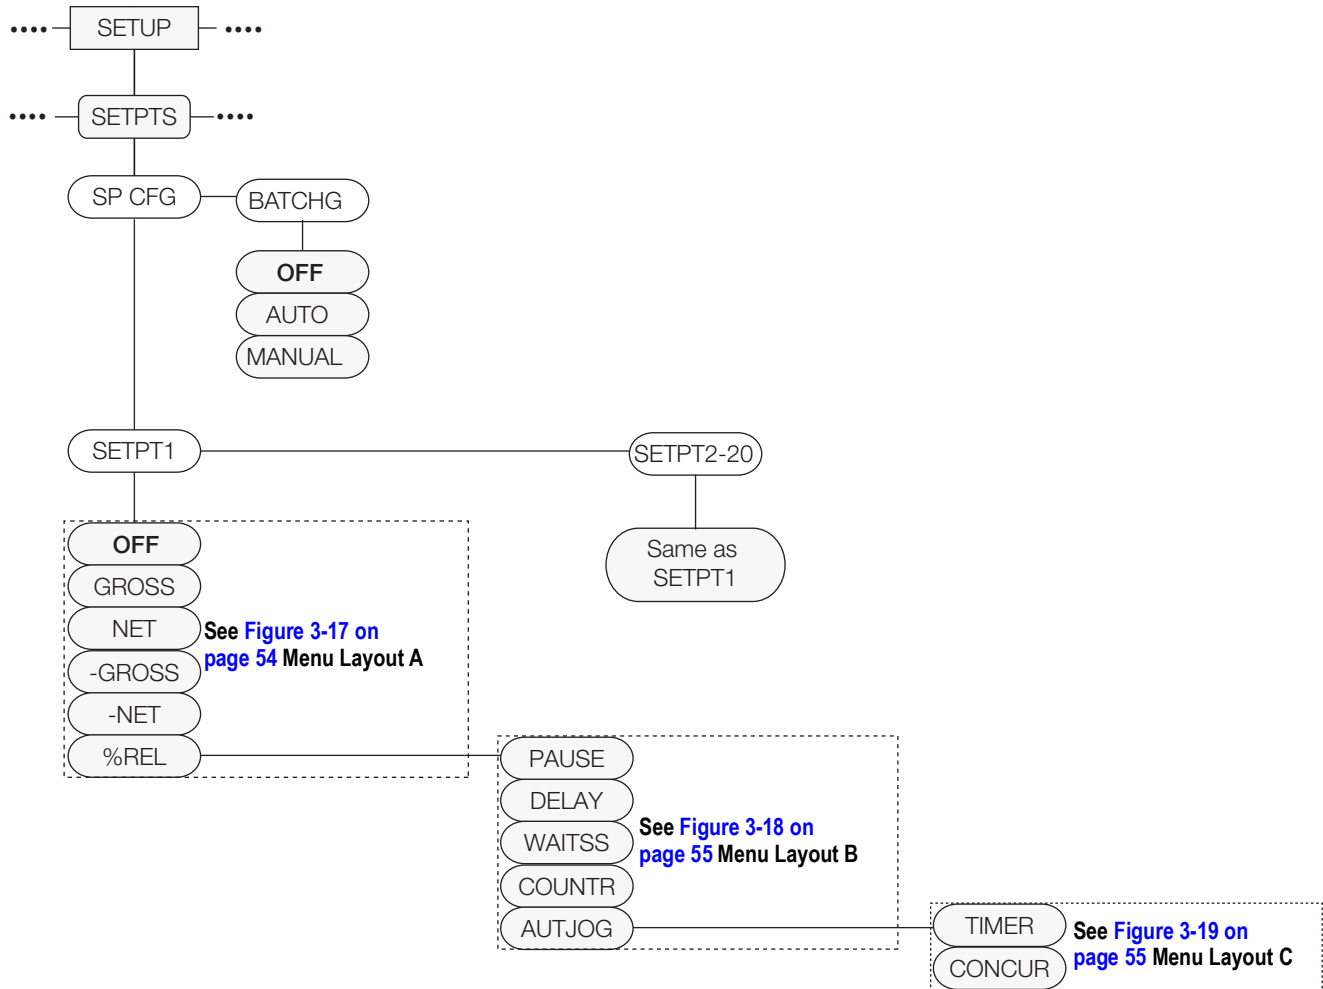 SETUP
SETPTS
SP CFG
BATCHG
OFF
AUTO
MANUAL
SETPT1
SETPT2-20
Same as
SETPT1
OFF
GROSS
NET
-GROSS
-NET
%REL
See Figure 3-17 on
page 54 Menu Layout A
PAUSE
DELAY
WAITSS
COUNTR
AUTJOG
See Figure 3-18 on
page 55 Menu Layout B
TIMER
CONCUR
See Figure 3-19 on
page 55 Menu Layout C